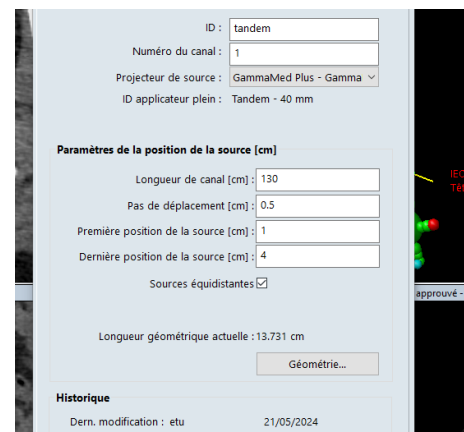 ID : tandem
Numéro du canal : 1
Projecteur de source : GammaMed Plus - Gamma
ID applicateur plein : Tandem - 40 mm
Paramètres de la position de la source [cm]
IEC
Longueur de canal [cm] : 130
Têt
Pas de déplacement [cm] : 0.5
Première position de la source [cm] : 1
Dernière position de la source [cm] : 4
Sources équidistantes
approuvé -
Longueur géométrique actuelle : 13.731 cm
Géométrie...
Historique
Dern. modification : etu 21/05/2024